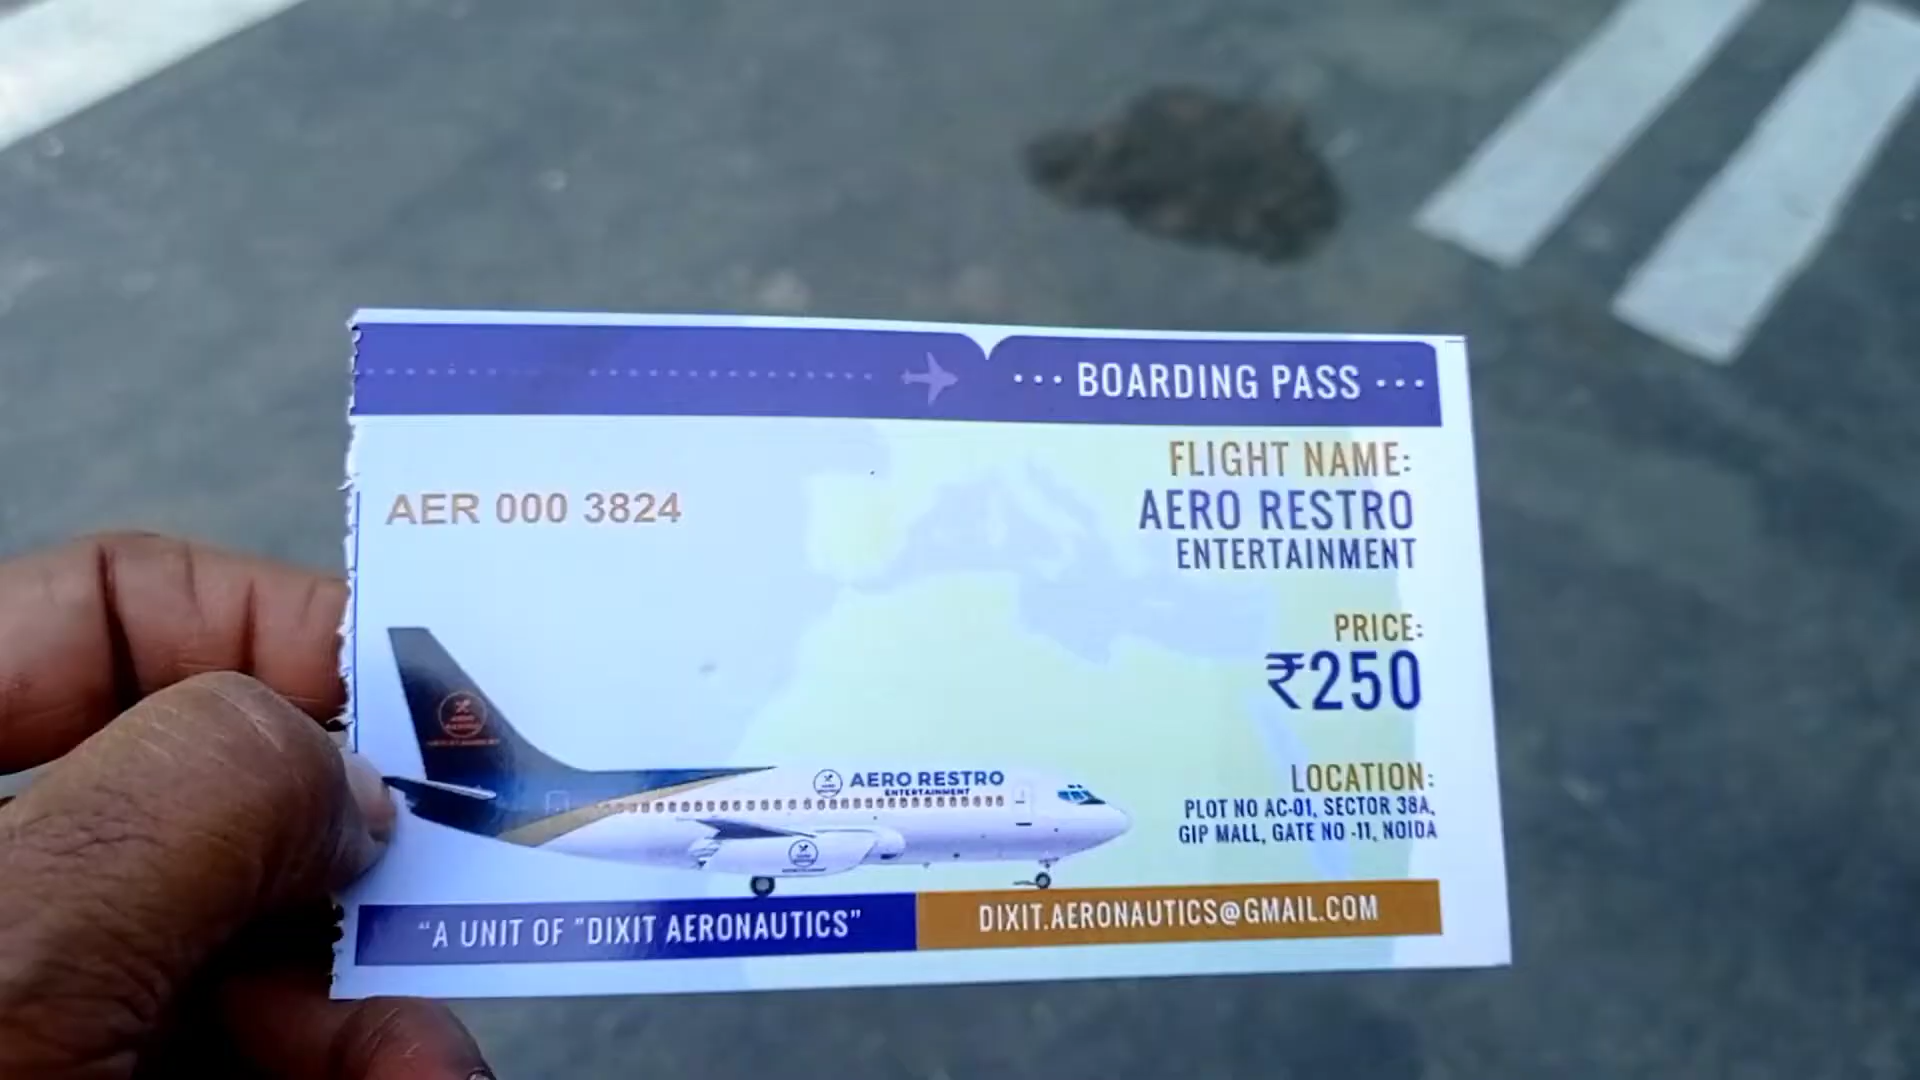 ••• BOARDING PASS •••
FLIGHT NAME:
AERO RESTRO
ENTERTAINMENT
AER 000 3824
PRICE:
₹250
LOCATION:
PLOT NO AC-01, SECTOR 38A,
GIP MALL, GATE NO -11, NOIDA
AERO RESTRO
ENTERTAINMENT
"A UNIT OF "DIXIT AERONAUTICS"
DIXIT.AERONAUTICS@GMAIL.COM